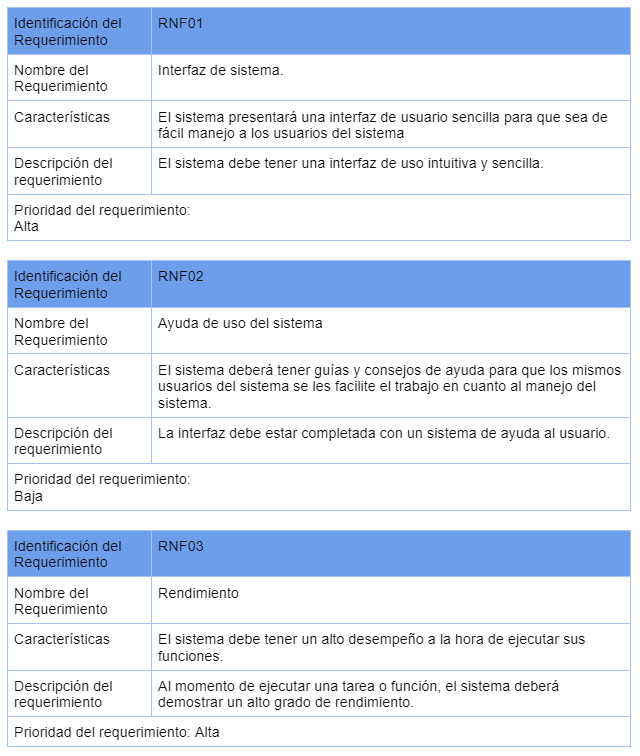 Identificación del
Requerimiento
RNF01
Nombre del
Requerimiento
Interfaz de sistema.
Características
El sistema presentará una interfaz de usuario sencilla para que sea de
fácil manejo a los usuarios del sistema
Descripción del
requerimiento
El sistema debe tener una interfaz de uso intuitiva y sencilla.
Prioridad del requerimiento:
Alta
Identificación del
Requerimiento
RNF02
Nombre del
Requerimiento
Ayuda de uso del sistema
Características
El sistema deberá tener guías y consejos de ayuda para que los mismos
usuarios del sistema se les facilite el trabajo en cuanto al manejo del
sistema.
Descripción del
requerimiento
La interfaz debe estar completada con un sistema de ayuda al usuario.
Prioridad del requerimiento:
Baja
Identificación del
Requerimiento
RNF03
Nombre del
Requerimiento
Rendimiento
Características
El sistema debe tener un alto desempeño a la hora de ejecutar sus
funciones.
Descripción del
requerimiento
Al momento de ejecutar una tarea o función, el sistema deberá
demostrar un alto grado de rendimiento.
Prioridad del requerimiento: Alta